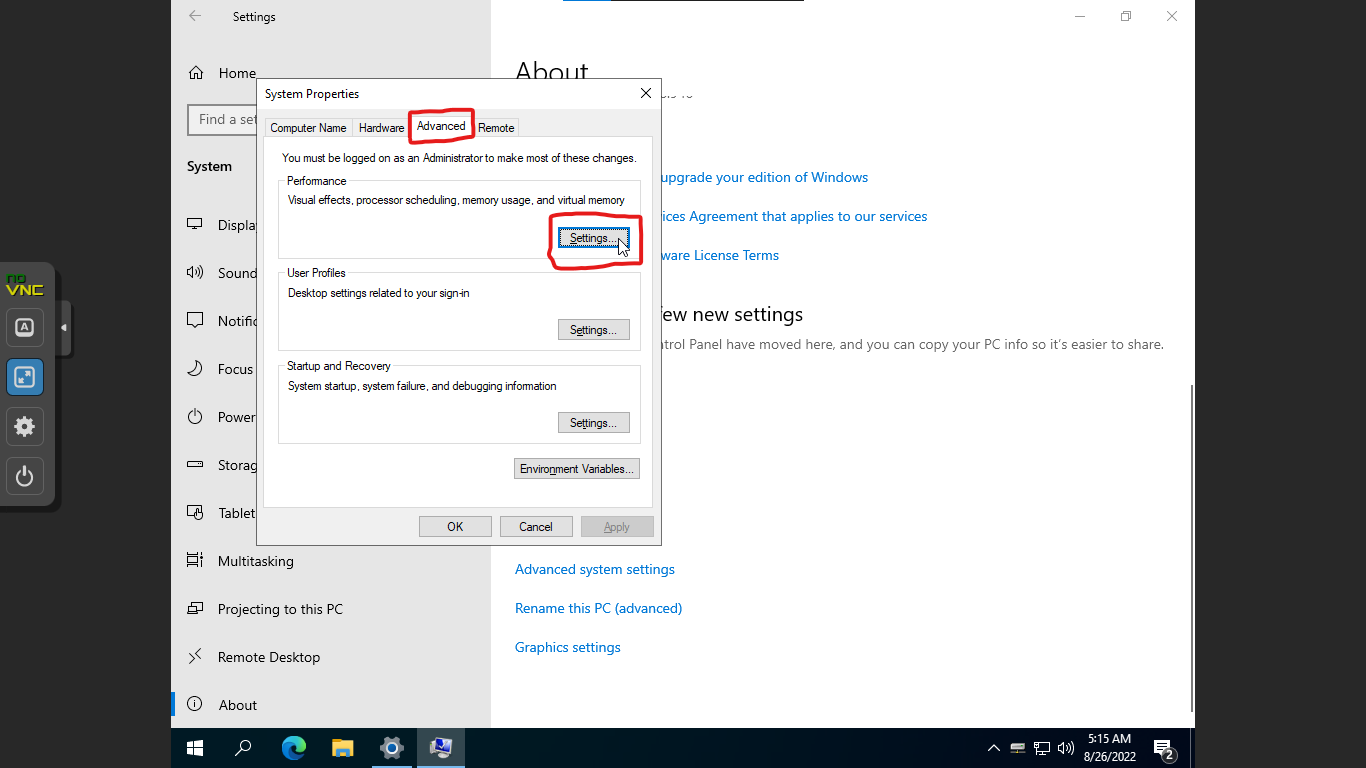 Settings
Home
Find a set
System
Display
Sound
Notific
Focus
Power
Storag
Tablet
Multitasking
Projecting to this PC
Remote Desktop
About
About
System Properties
Computer Name
Hardware
Advanced
Remote
You must be logged on as an Administrator to make most of these changes.
Performance
Visual effects, processor scheduling, memory usage, and virtual memory
Settings...
User Profiles
Desktop settings related to your sign-in
Settings...
Startup and Recovery
System startup, system failure, and debugging information
Settings...
Environment Variables...
OK
Cancel
Apply
upgrade your edition of Windows
ices Agreement that applies to our services
ware License Terms
few new settings
ntrol Panel have moved here, and you can copy your PC info so it's easier to share.
Advanced system settings
Rename this PC (advanced)
Graphics settings
no
VNC
A
5:15 AM
8/26/2022
2